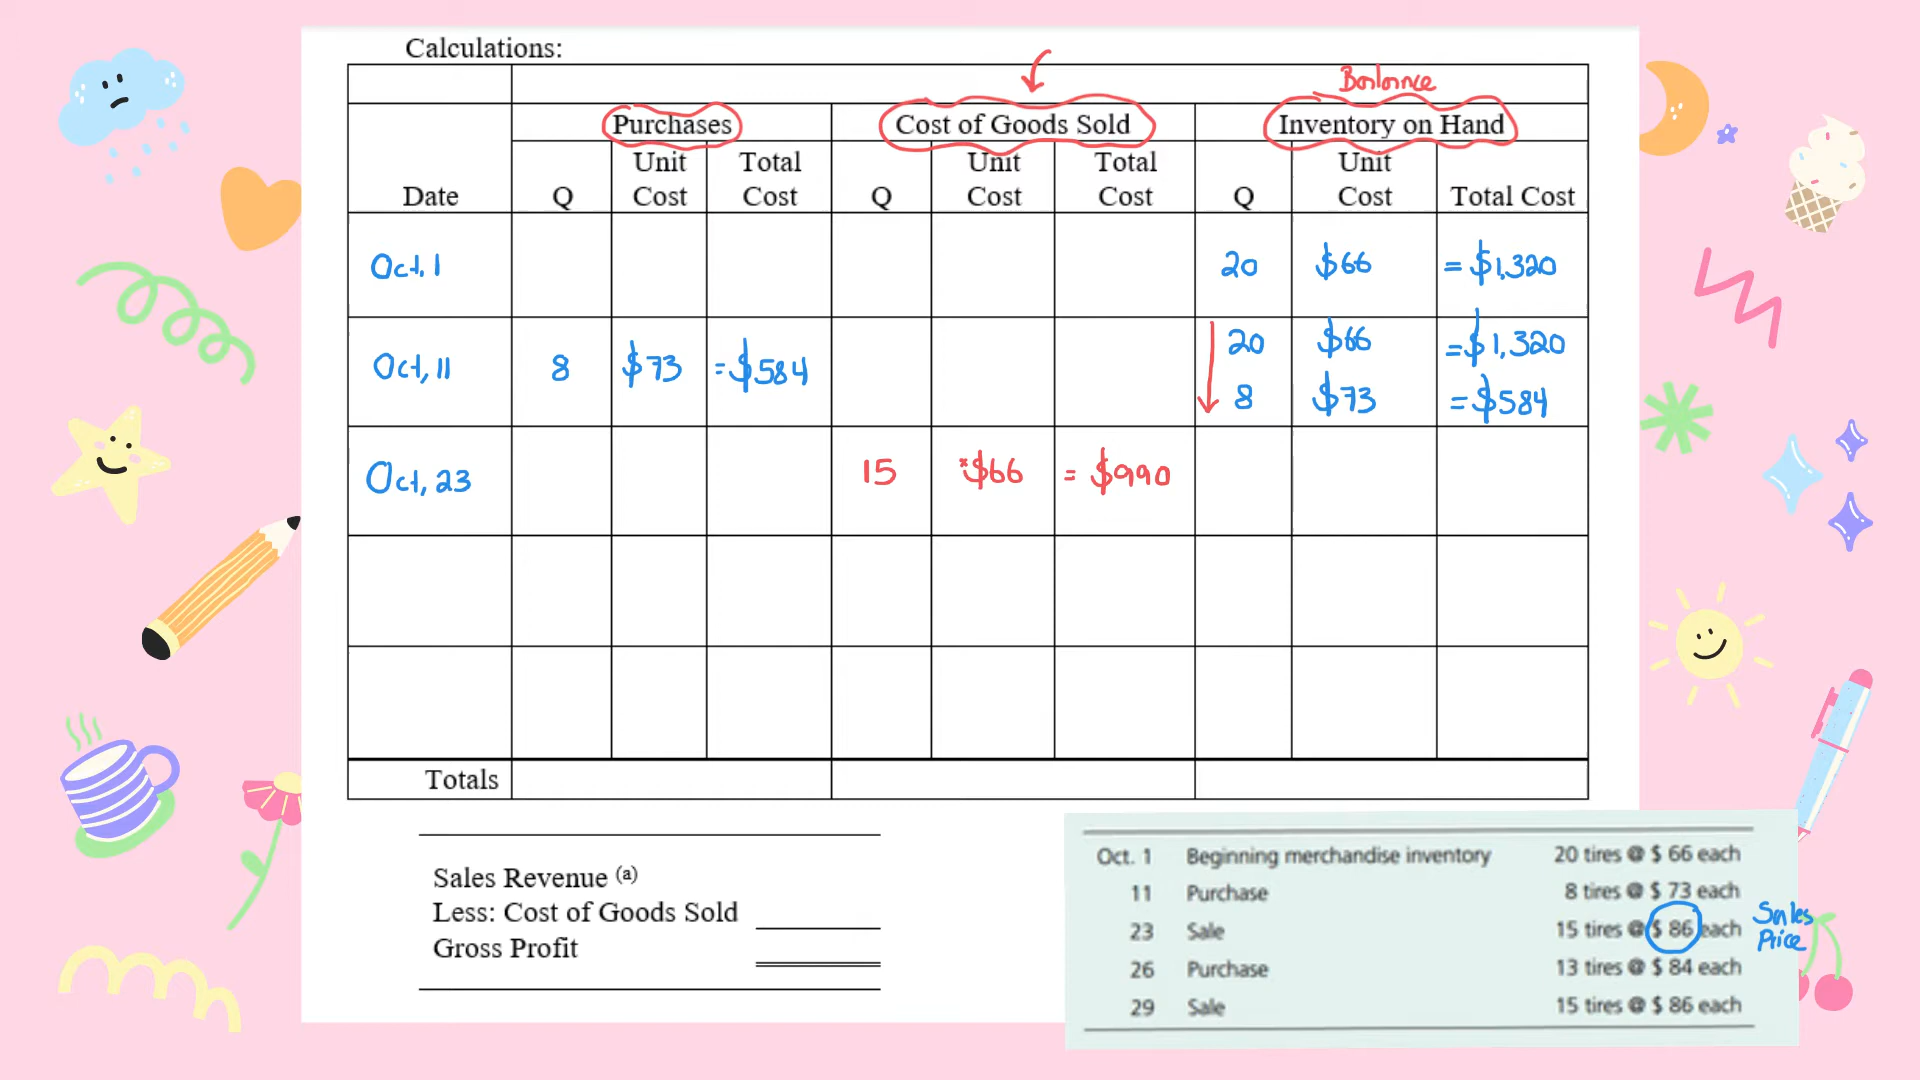 Calculations:
Balance
Purchases Cost of Goods Sold Inventory on Hand
Date Q Unit Cost Total Cost Q Unit Cost Total Cost Q Unit Cost Total Cost
Oct, 1 20 $66 = $1,320
Oct, 11 8 $73 = $584 20 $66 = $1,320
8 $73 = $584
Oct, 23 15 × $66 = $990
Totals
Sales Revenue (a)
Less: Cost of Goods Sold
Gross Profit
Oct. 1 Beginning merchandise inventory 20 tires @ $ 66 each
11 Purchase 8 tires @ $ 73 each
23 Sale 15 tires @ $ 86 each
Sales
Price
26 Purchase 13 tires @ $ 84 each
29 Sale 15 tires @ $ 86 each